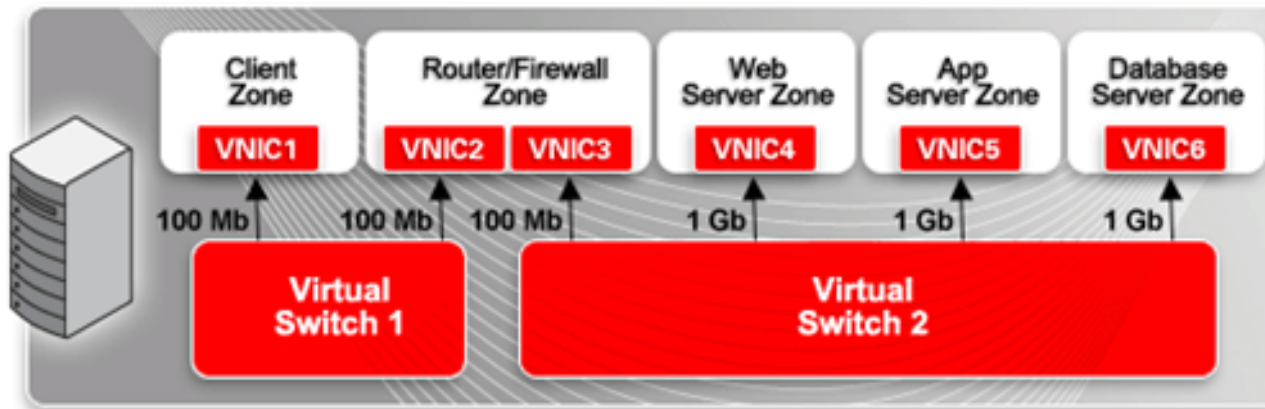 Client
Zone
Router/Firewall
Zone
Web
Server Zone
App
Server Zone
Database
Server Zone
VNIC1
VNIC2
VNIC3
VNIC4
VNIC5
VNIC6
100 Mb
100 Mb
100 Mb
1 Gb
1 Gb
1 Gb
Virtual
Switch 1
Virtual
Switch 2